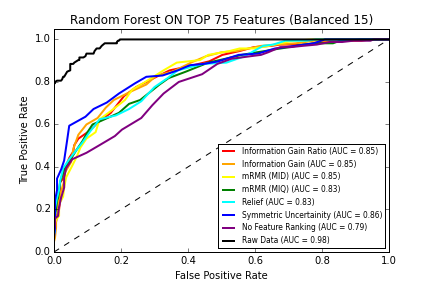 Random Forest ON TOP 75 Features (Balanced 15)
True Positive Rate
1.0
0.8
0.6
0.4
0.2
0.0
Information Gain Ratio (AUC = 0.85)
Information Gain (AUC = 0.85)
mRMR (MID) (AUC = 0.85)
mRMR (MIQ) (AUC = 0.83)
Relief (AUC = 0.83)
Symmetric Uncertainity (AUC = 0.86)
No Feature Ranking (AUC = 0.79)
Raw Data (AUC = 0.98)
0.0 0.2 0.4 0.6 0.8 1.0
False Positive Rate